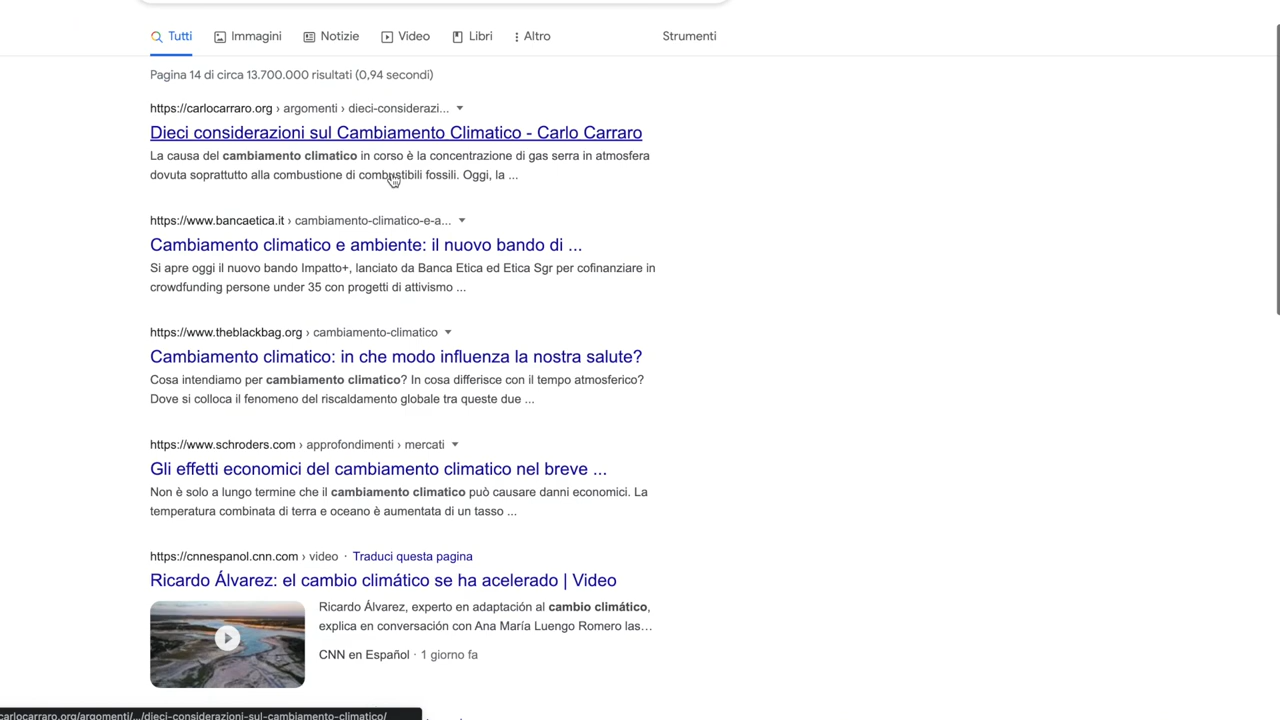 Tutti
Immagini
Notizie
Video
Libri
Altro
Strumenti
Pagina 14 di circa 13.700.000 risultati (0,94 secondi)
https://carlocarraro.org › argomenti › dieci-considerazi...
Dieci considerazioni sul Cambiamento Climatico - Carlo Carraro
La causa del cambiamento climatico in corso è la concentrazione di gas serra in atmosfera
dovuta soprattutto alla combustione di combustibili fossili. Oggi, la ...
https://www.bancaetica.it › cambiamento-climatico-e-a...
Cambiamento climatico e ambiente: il nuovo bando di ...
Si apre oggi il nuovo bando Impatto+, lanciato da Banca Etica ed Etica Sgr per cofinanziare in
crowdfunding persone under 35 con progetti di attivismo ...
https://www.theblackbag.org › cambiamento-climatico
Cambiamento climatico: in che modo influenza la nostra salute?
Cosa intendiamo per cambiamento climatico? In cosa differisce con il tempo atmosferico?
Dove si colloca il fenomeno del riscaldamento globale tra queste due ...
https://www.schroders.com › approfondimenti › mercati
Gli effetti economici del cambiamento climatico nel breve ...
Non è solo a lungo termine che il cambiamento climatico può causare danni economici. La
temperatura combinata di terra e oceano è aumentata di un tasso ...
https://cnnespanol.cnn.com › video · Traduci questa pagina
Ricardo Álvarez: el cambio climático se ha acelerado | Video
Ricardo Álvarez, experto en adaptación al cambio climático,
explica en conversación con Ana María Luengo Romero las...
CNN en Español · 1 giorno fa
carlocarraro.org/argomenti/.../dieci-considerazioni-sul-cambiamento-climatico/